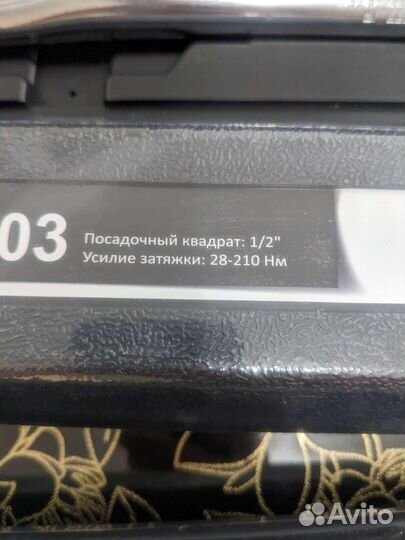 03
Посадочный квадрат: 1/2"
Усилие затяжки: 28-210 Нм
Avito